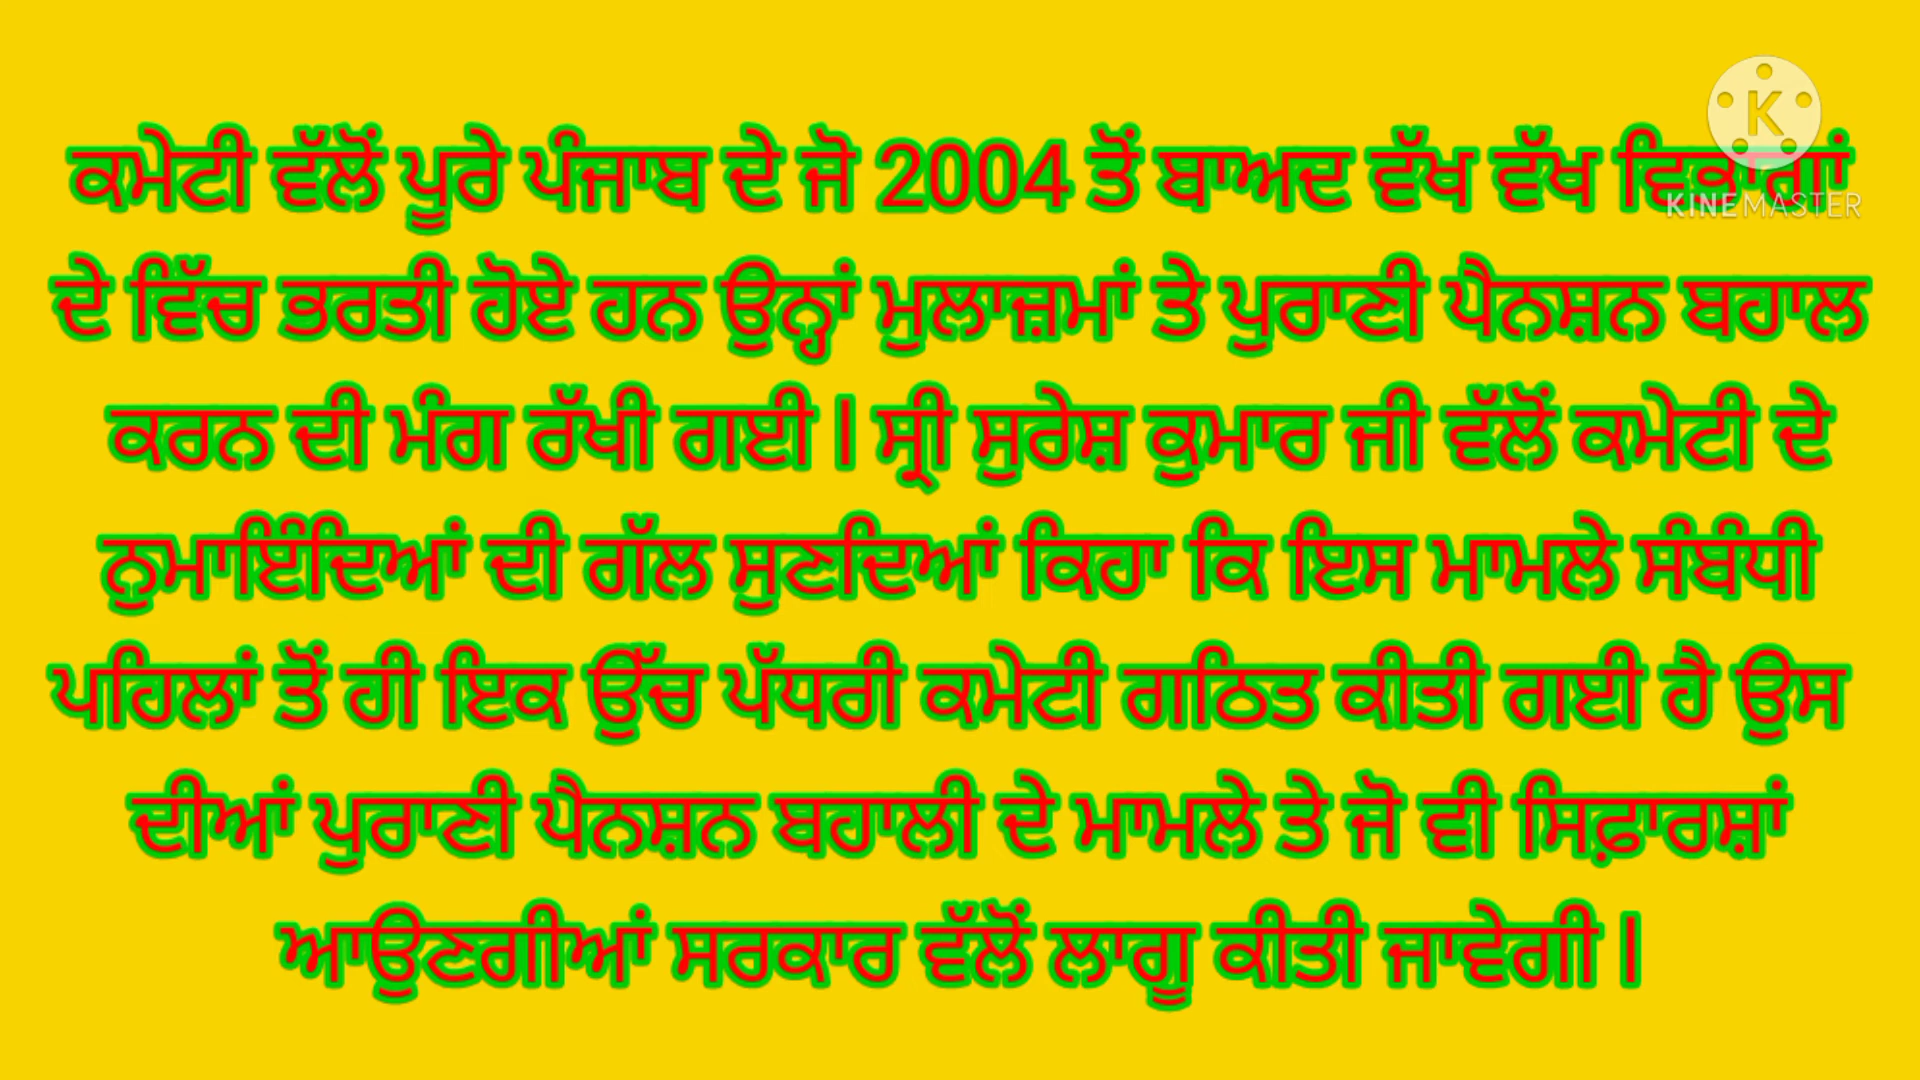 ਕਮੇਟੀ ਵੱਲੋਂ ਪੂਰੇ ਪੰਜਾਬ ਦੇ ਜੋ 2004 ਤੋਂ ਬਾਅਦ ਵੱਖ ਵੱਖ ਵਿਕਾਗਾਂ
ਦੇ ਵਿੱਚ ਭਰਤੀ ਹੋਏ ਹਨ ਉਨ੍ਹਾਂ ਮੁਲਾਜ਼ਮਾਂ ਤੇ ਪੁਰਾਣੀ ਪੈਨਸ਼ਨ ਬਹਾਲ
ਕਰਨ ਦੀ ਮੰਗ ਰੱਖੀ ਗਈ | ਸ੍ਰੀ ਸੁਰੇਸ਼ ਕੁਮਾਰ ਜੀ ਵੱਲੋਂ ਕਮੇਟੀ ਦੇ
ਨੁਮਾਇੰਦਿਆਂ ਦੀ ਗੱਲ ਸੁਣਦਿਆਂ ਕਿਹਾ ਕਿ ਇਸ ਮਾਮਲੇ ਸੰਬੰਧੀ
ਪਹਿਲਾਂ ਤੋਂ ਹੀ ਇਕ ਉੱਚ ਪੱਧਰੀ ਕਮੇਟੀ ਗਠਿਤ ਕੀਤੀ ਗਈ ਹੈ ਉਸ
ਦੀਆਂ ਪੁਰਾਣੀ ਪੈਨਸ਼ਨ ਬਹਾਲੀ ਦੇ ਮਾਮਲੇ ਤੇ ਜੋ ਵੀ ਸਿਫ਼ਾਰਸ਼ਾਂ
ਆਉਣਗੀਆਂ ਸਰਕਾਰ ਵੱਲੋਂ ਲਾਗੂ ਕੀਤੀ ਜਾਵੇਗੀ |
K
KINEMASTER